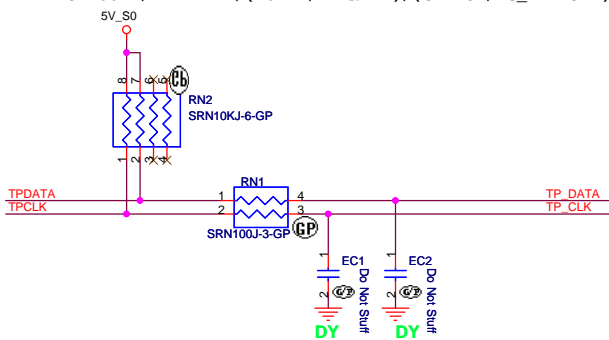 5V_S0
8
7
6
5
Cb
RN2
SRN10KJ-6-GP
1
2
3
4
TPDATA
TPCLK
RN1
1
2
4
3
TP_DATA
TP_CLK
SRN100J-3-GP
GP
EC1
1
2
G/P
Do Not Stuff
DY
EC2
1
2
G/P
Do Not Stuff
DY